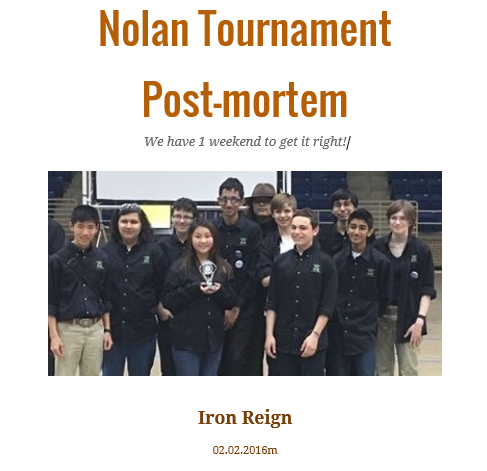 Nolan Tournament
Post-mortem
We have 1 weekend to get it right!|
Iron Reign
02.02.2016m